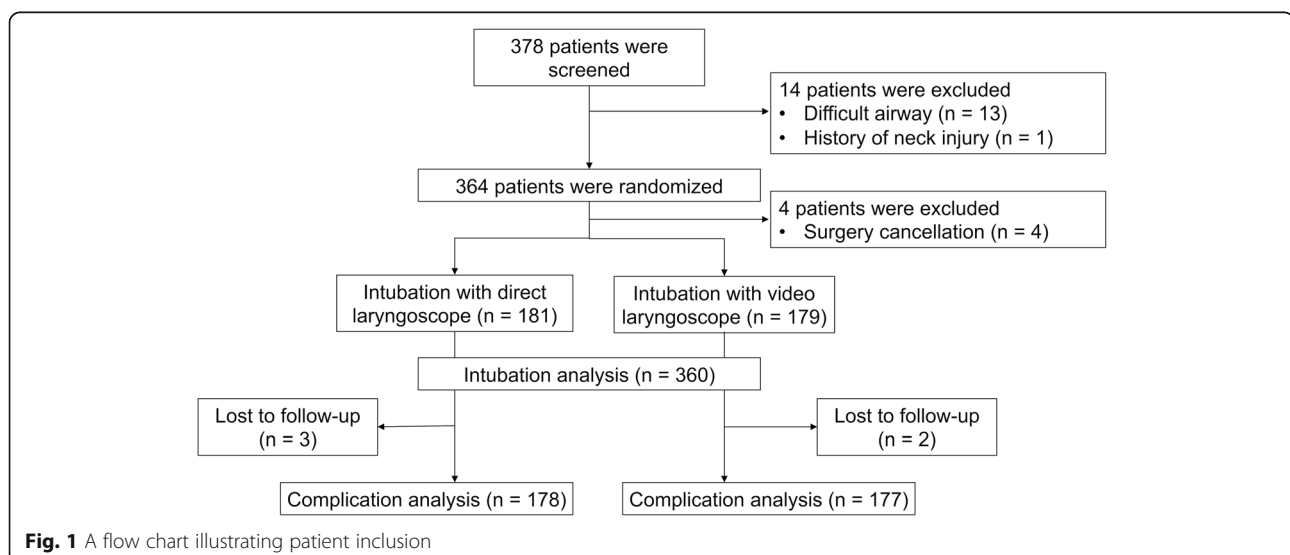 378 patients were
screened
14 patients were excluded
• Difficult airway (n = 13)
• History of neck injury (n = 1)
364 patients were randomized
4 patients were excluded
• Surgery cancellation (n = 4)
Intubation with direct
laryngoscope (n = 181)
Intubation with video
laryngoscope (n = 179)
Intubation analysis (n = 360)
Lost to follow-up
(n = 3)
Lost to follow-up
(n = 2)
Complication analysis (n = 178)
Complication analysis (n = 177)
Fig. 1 A flow chart illustrating patient inclusion